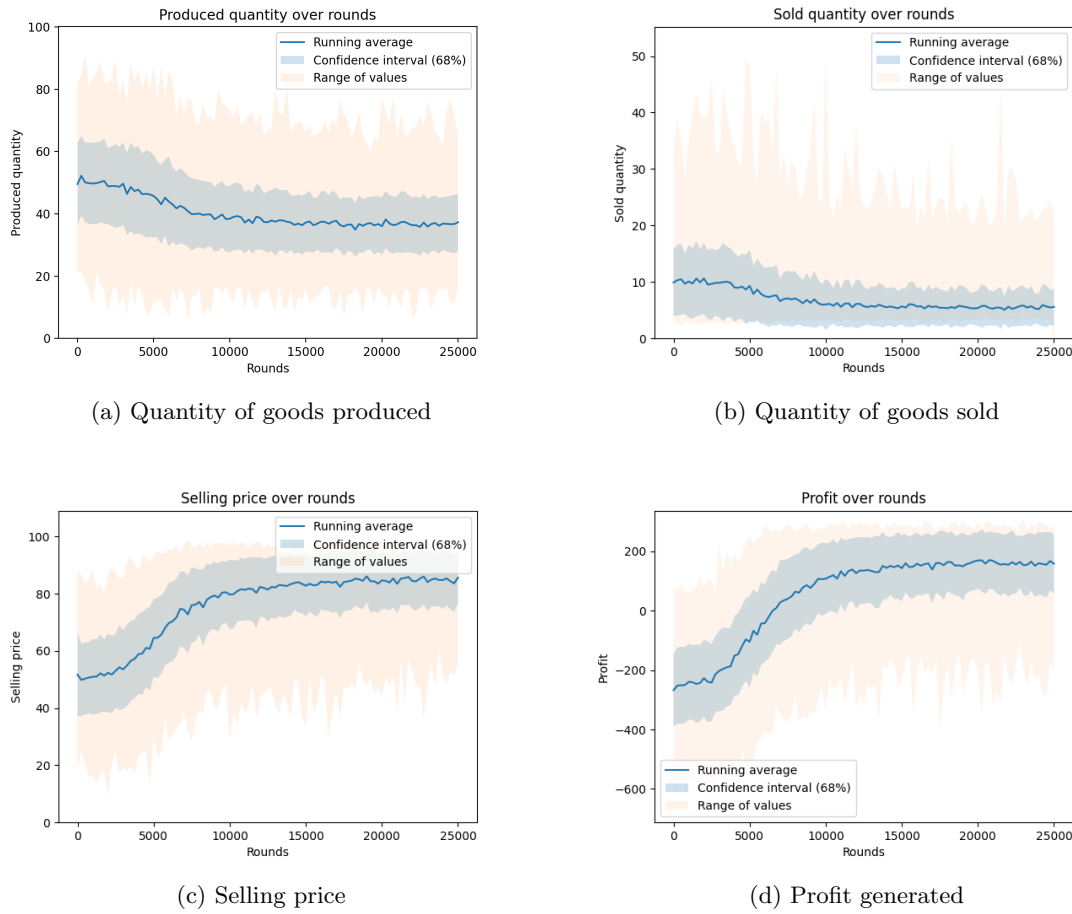 Produced quantity over rounds
Produced quantity
100
80
60
40
20
0
Running average
Confidence interval (68%)
Range of values
0
5000
10000
15000
20000
25000
Rounds
(a) Quantity of goods produced
Sold quantity over rounds
Sold quantity
50
40
30
20
10
0
Running average
Confidence interval (68%)
Range of values
0
5000
10000
15000
20000
25000
Rounds
(b) Quantity of goods sold
Selling price over rounds
Selling price
100
80
60
40
20
0
Running average
Confidence interval (68%)
Range of values
0
5000
10000
15000
20000
25000
Rounds
(c) Selling price
Profit over rounds
Profit
200
0
−200
−400
−600
Running average
Confidence interval (68%)
Range of values
0
5000
10000
15000
20000
25000
Rounds
(d) Profit generated